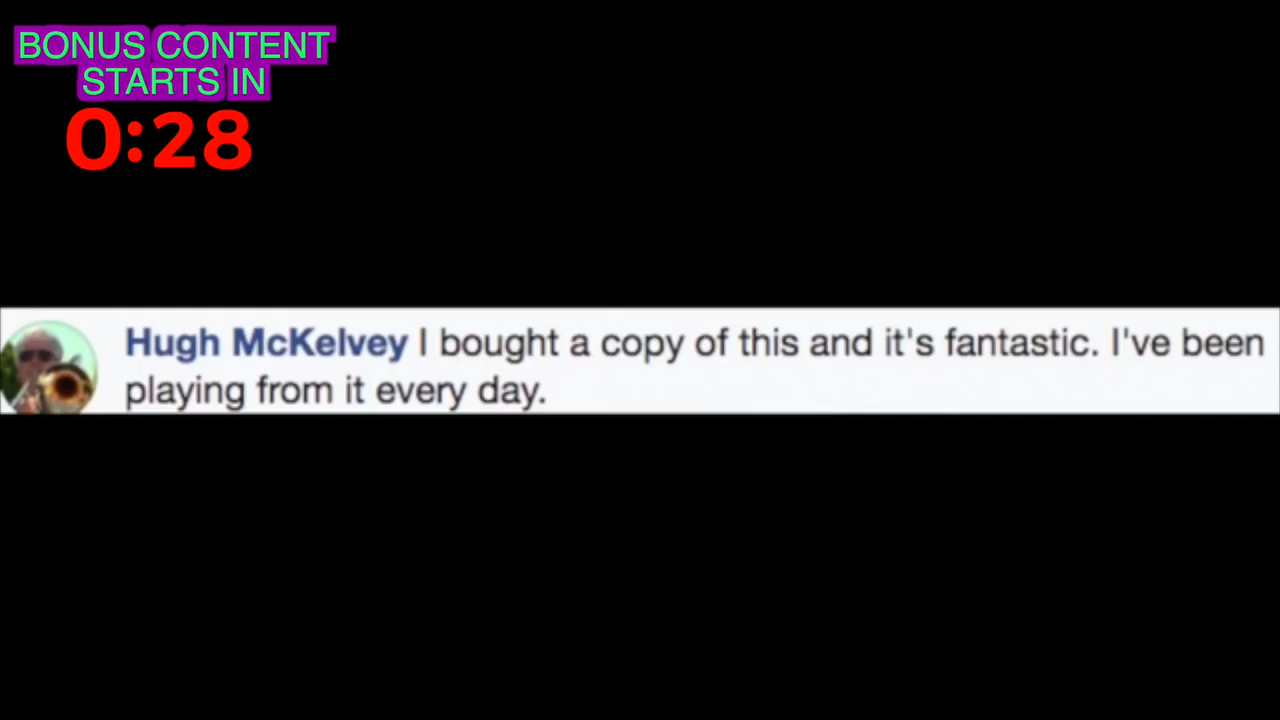 BONUS CONTENT
STARTS IN
0:28
Hugh McKelvey I bought a copy of this and it's fantastic. I've been
playing from it every day.